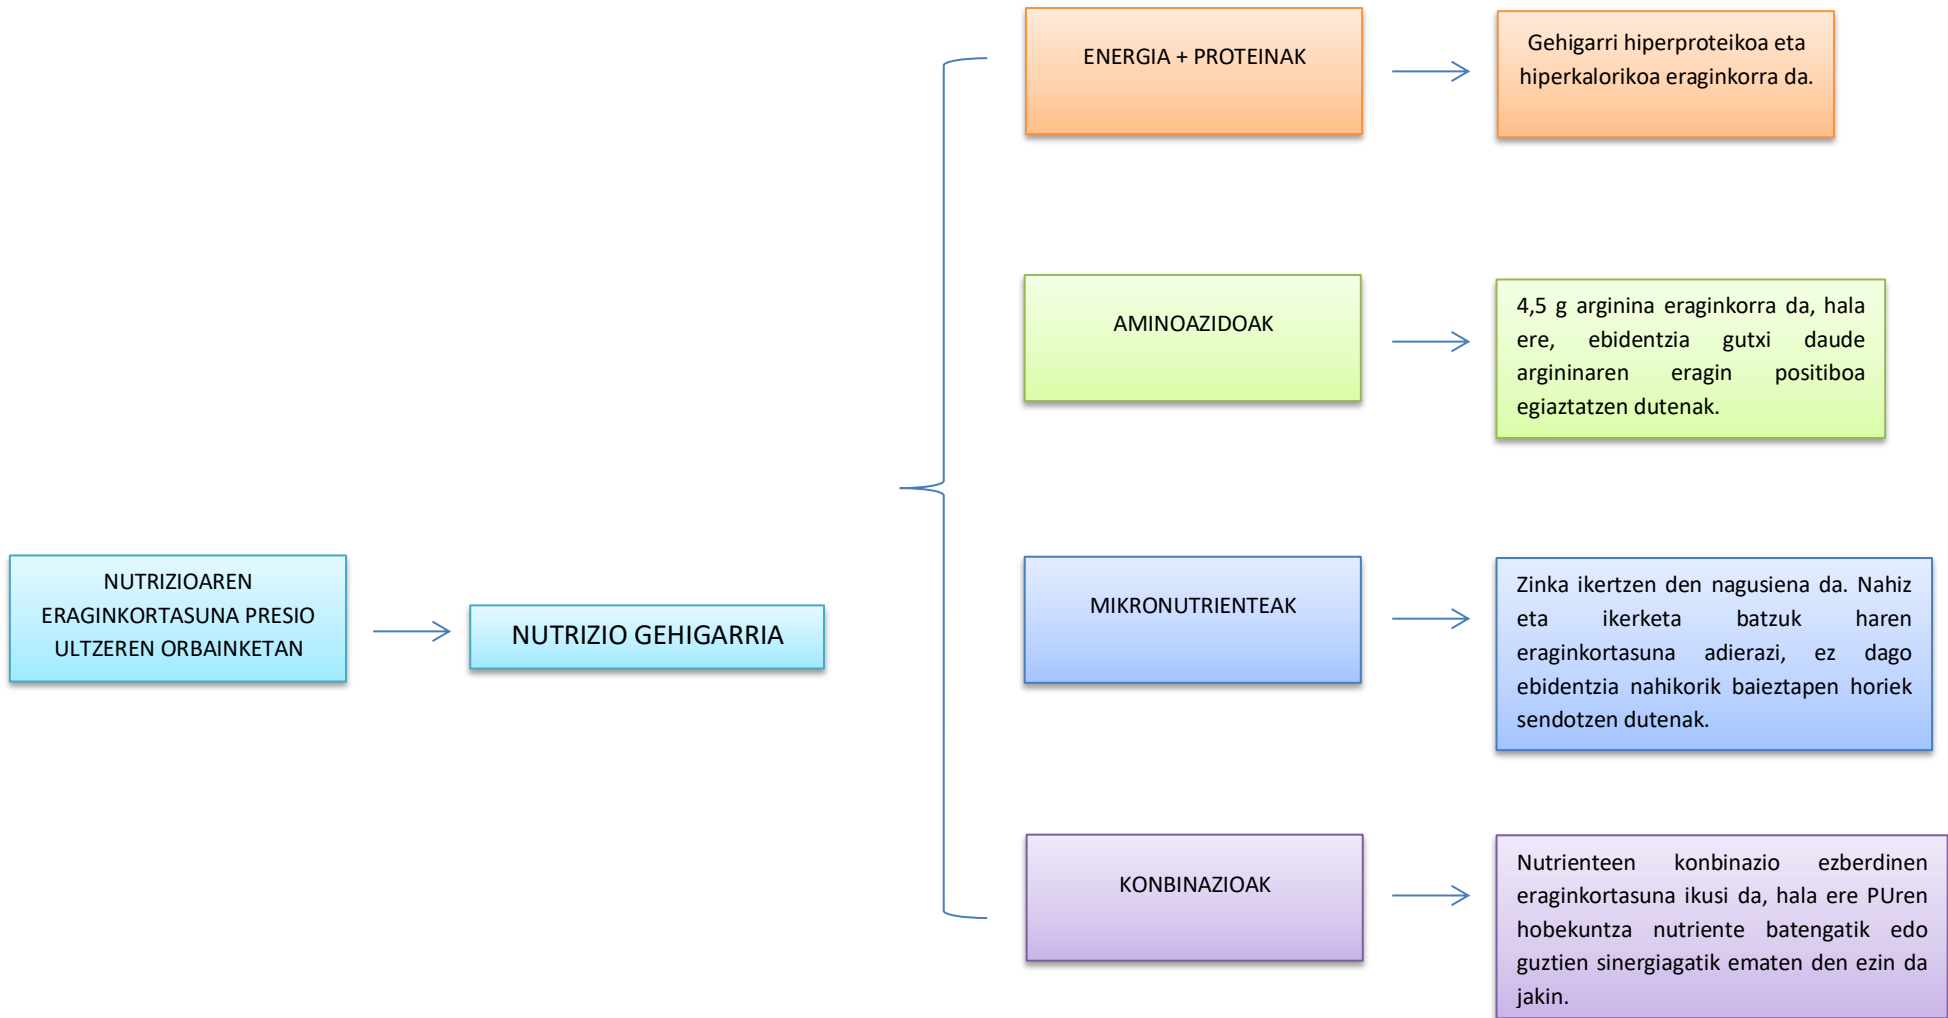 NUTRIZIOAREN
ERAGINKORTASUNA PRESIO
ULTZEREN ORBAINKETAN
NUTRIZIO GEHIGARRIA
ENERGIA + PROTEINAK
Gehigarri hiperproteikoa eta
hiperkalorikoa eraginkorra da.
AMINOAZIDOAK
4,5 g arginina eraginkorra da, hala
ere, ebidentzia gutxi daude
argininaren eragin positiboa
egiaztatzen dutenak.
MIKRONUTRIENTEAK
Zinka ikertzen den nagusiena da. Nahiz
eta ikerketa batzuk haren
eraginkortasuna adierazi, ez dago
ebidentzia nahikorik baieztapen horiek
sendotzen dutenak.
KONBINAZIOAK
Nutrienteen konbinazio ezberdinen
eraginkortasuna ikusi da, hala ere PUren
hobekuntza nutriente batengatik edo
guztien sinergiagatik ematen den ezin da
jakin.